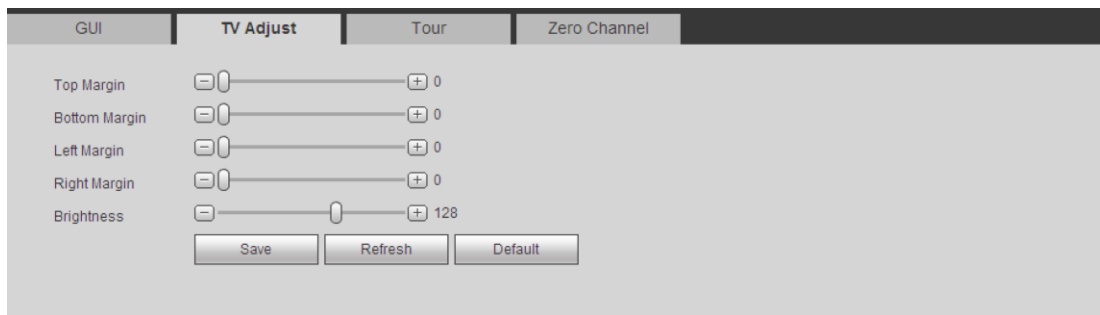 GUI TV Adjust Tour Zero Channel
Top Margin 0
Bottom Margin 0
Left Margin 0
Right Margin 0
Brightness 128
Save Refresh Default